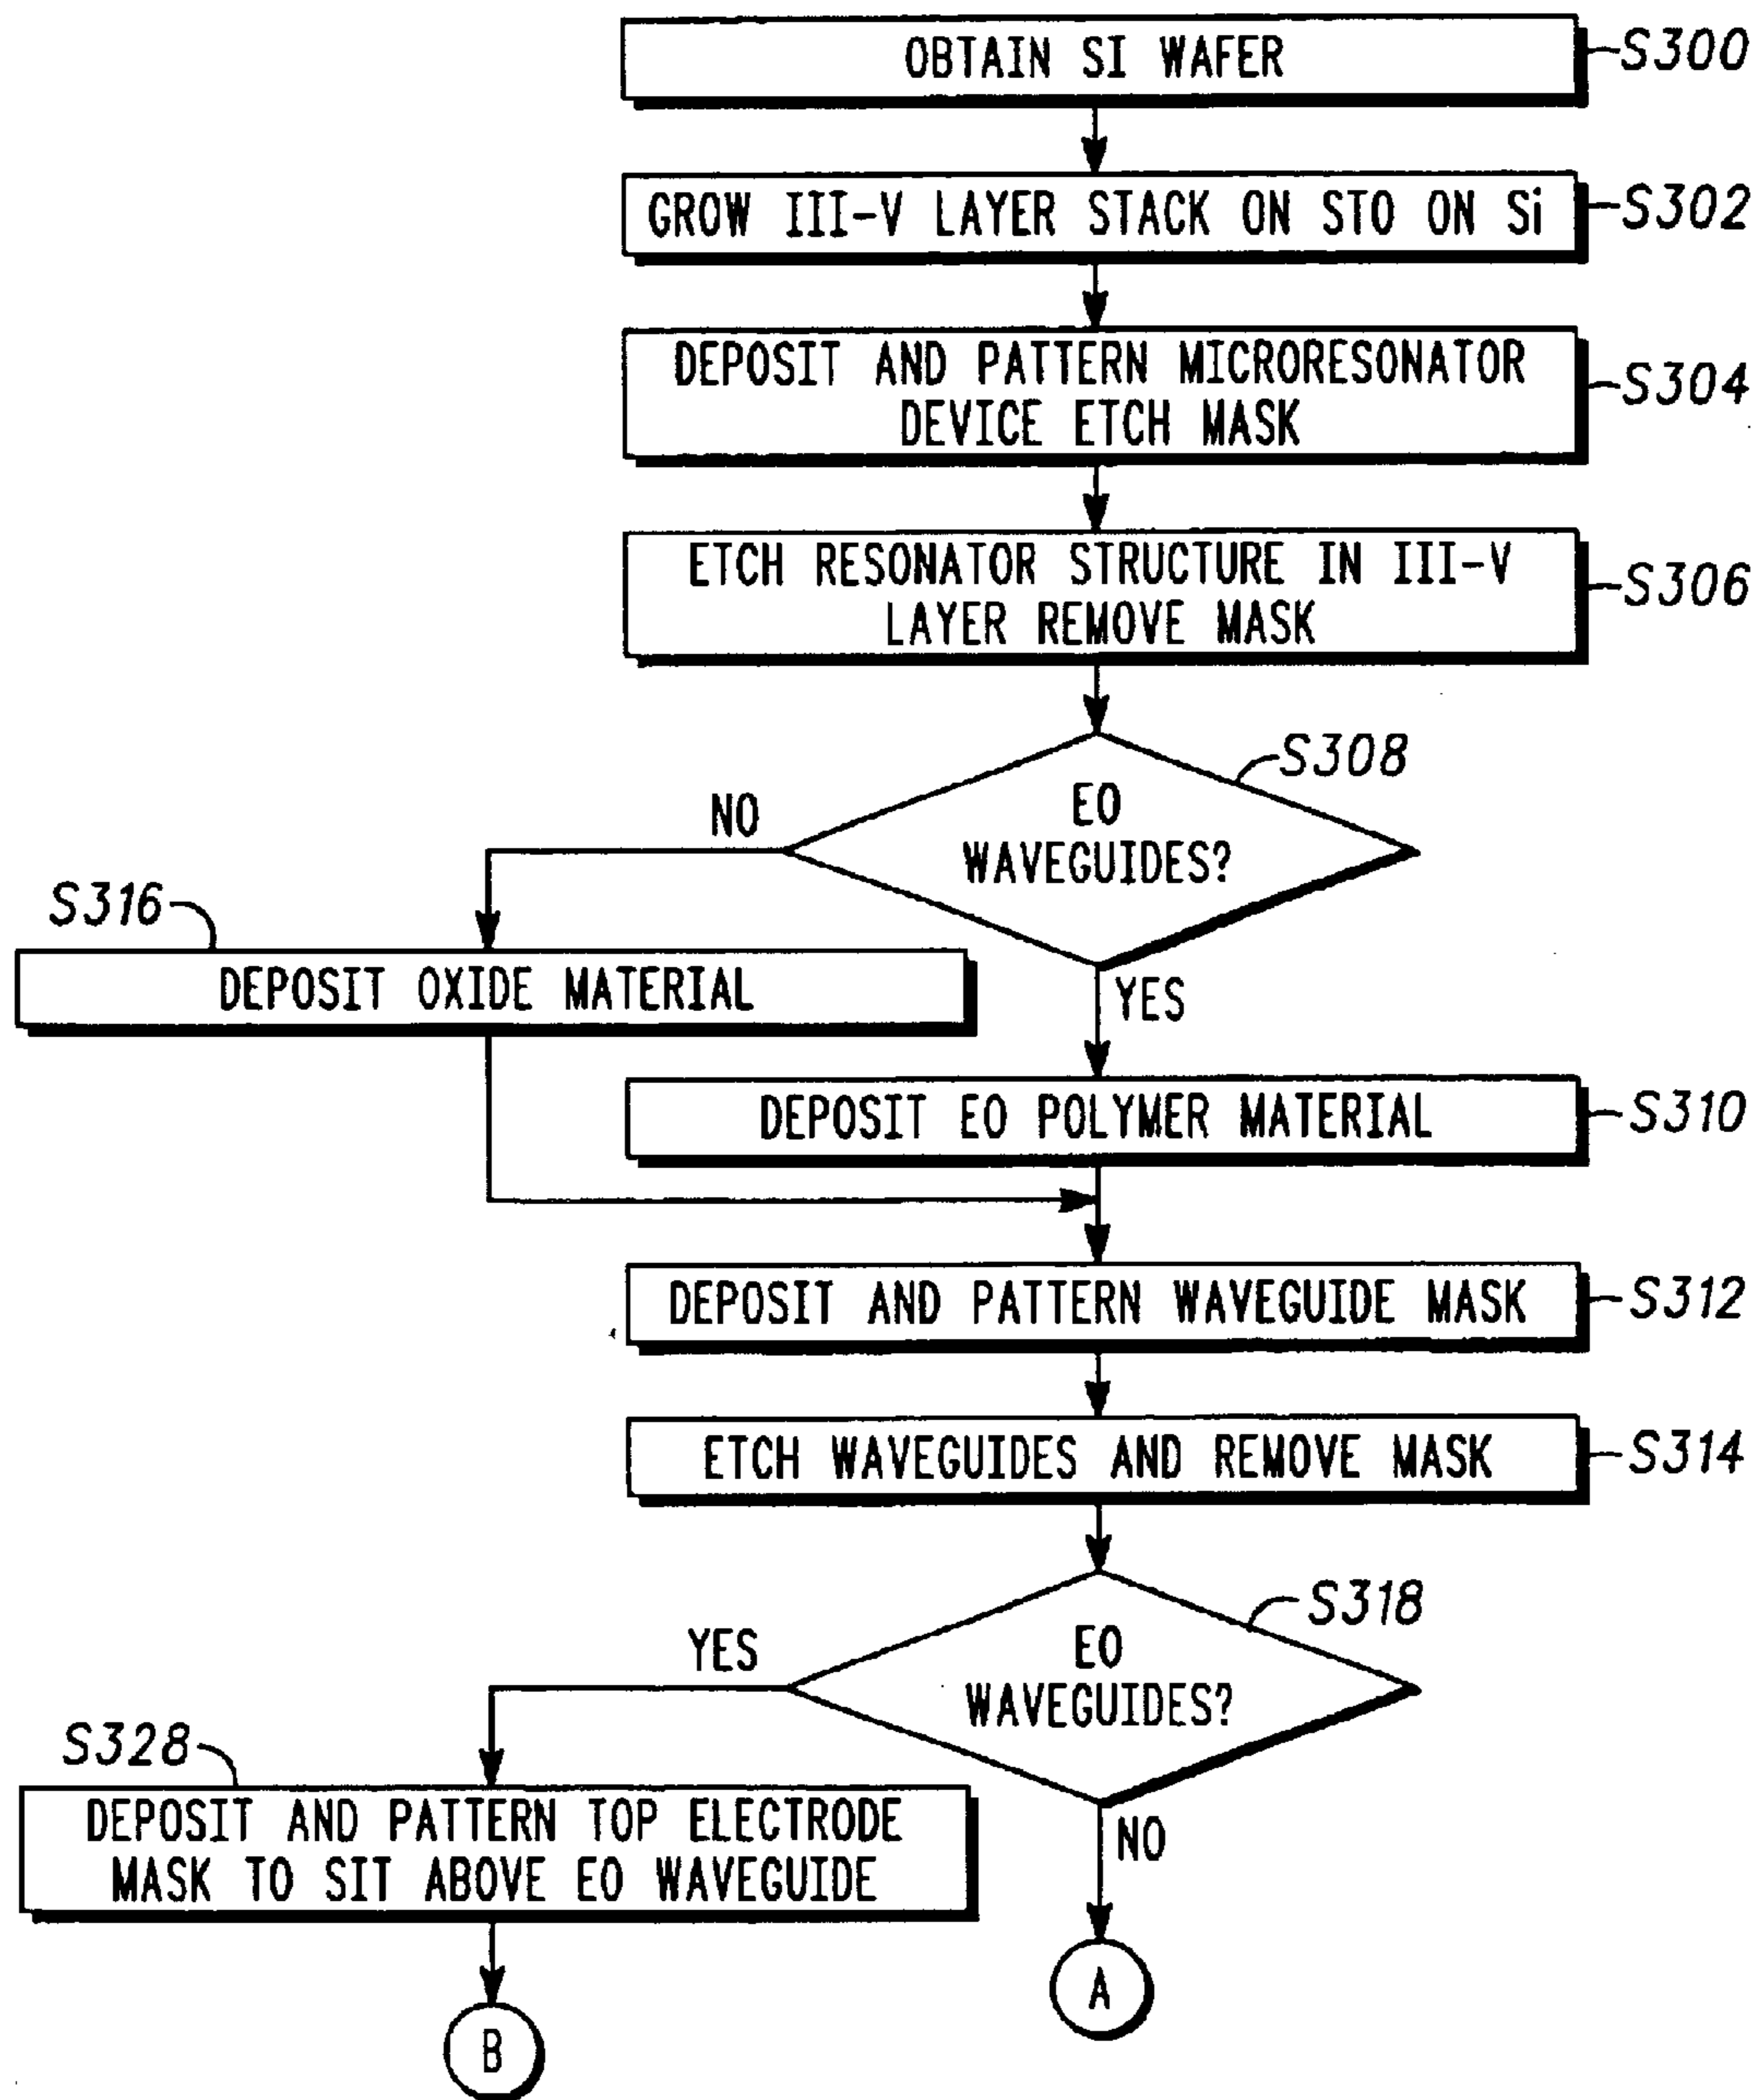 OBTAIN SI WAFER
S300
GROW III-V LAYER STACK ON STO ON Si
S302
DEPOSIT AND PATTERN MICRORESONATOR
DEVICE ETCH MASK
S304
ETCH RESONATOR STRUCTURE IN III-V
LAYER REMOVE MASK
S306
S308
EO
WAVEGUIDES?
NO
YES
S316
DEPOSIT OXIDE MATERIAL
DEPOSIT EO POLYMER MATERIAL
S310
DEPOSIT AND PATTERN WAVEGUIDE MASK
S312
ETCH WAVEGUIDES AND REMOVE MASK
S314
S318
EO
WAVEGUIDES?
YES
NO
S328
DEPOSIT AND PATTERN TOP ELECTRODE
MASK TO SIT ABOVE EO WAVEGUIDE
A
B